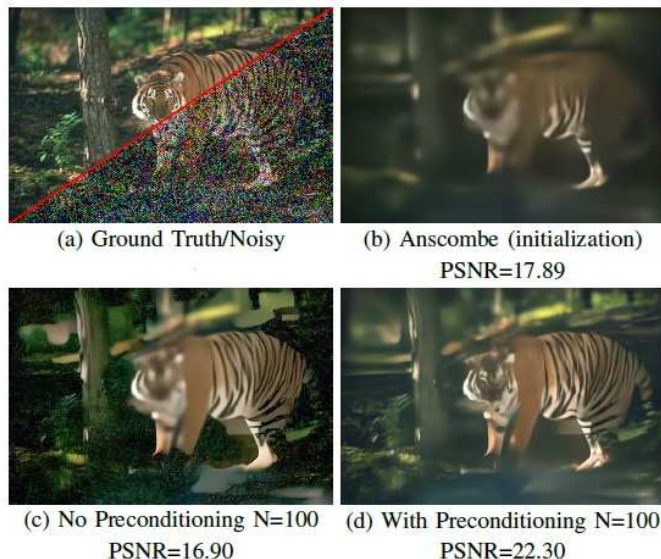 (a) Ground Truth/Noisy
(b) Anscombe (initialization)
PSNR=17.89
(c) No Preconditioning N=100
PSNR=16.90
(d) With Preconditioning N=100
PSNR=22.30